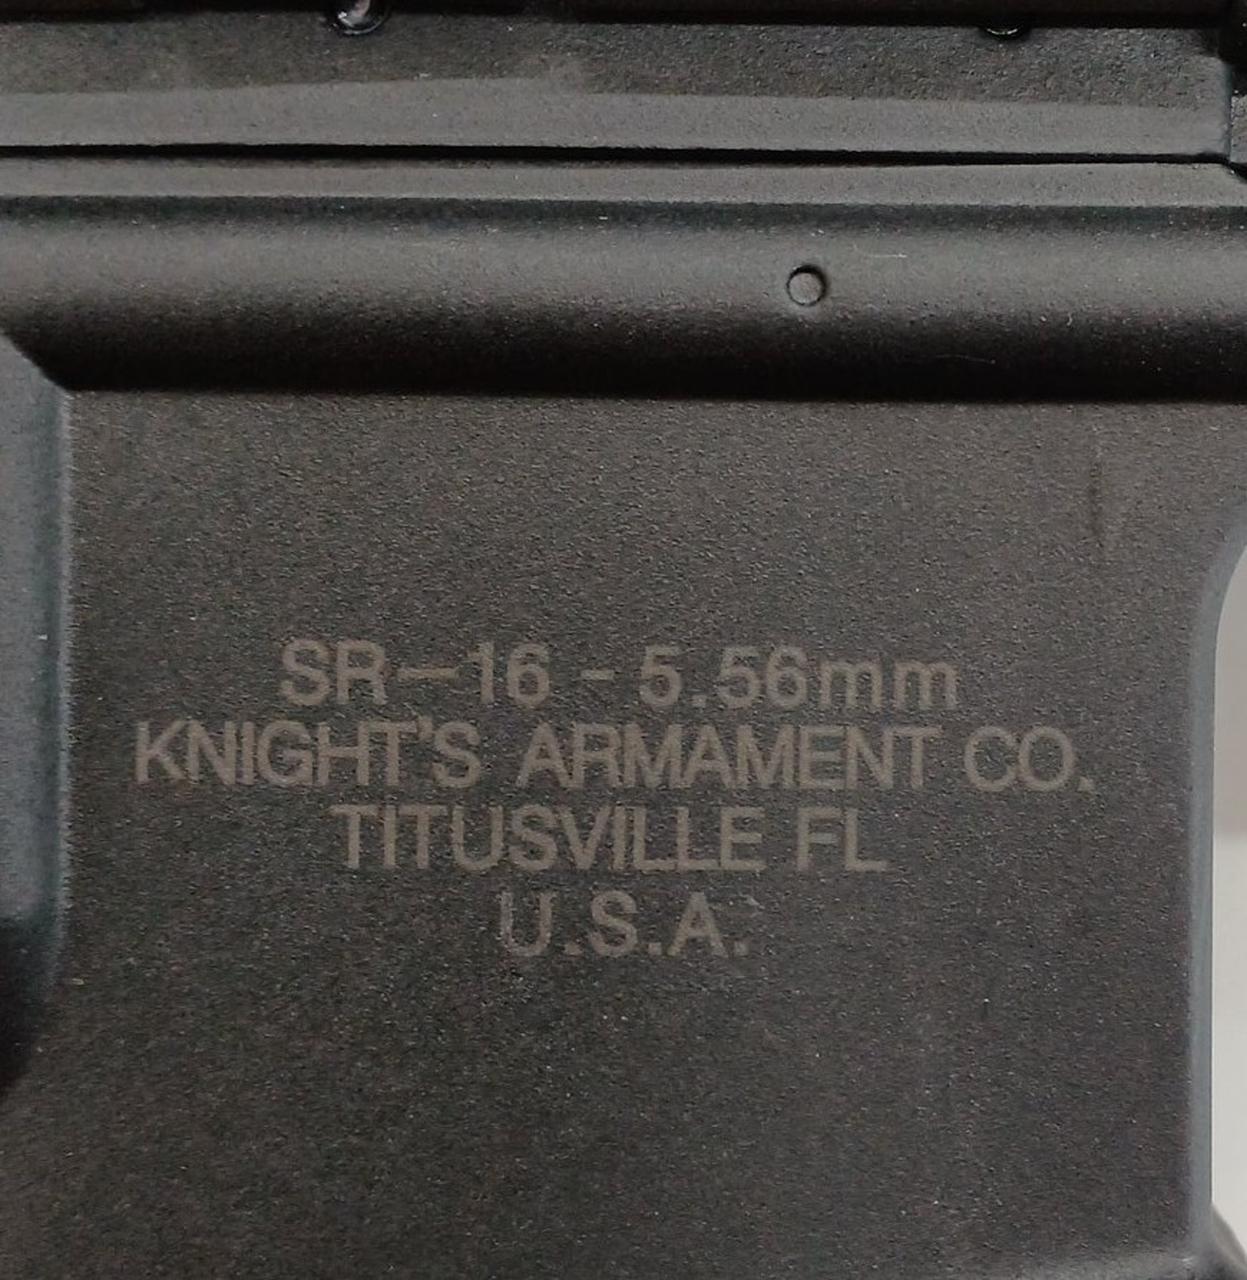 SR-16 - 5.56mm
KNIGHT'S ARMAMENT CO.
TITUSVILLE FL
U.S.A.